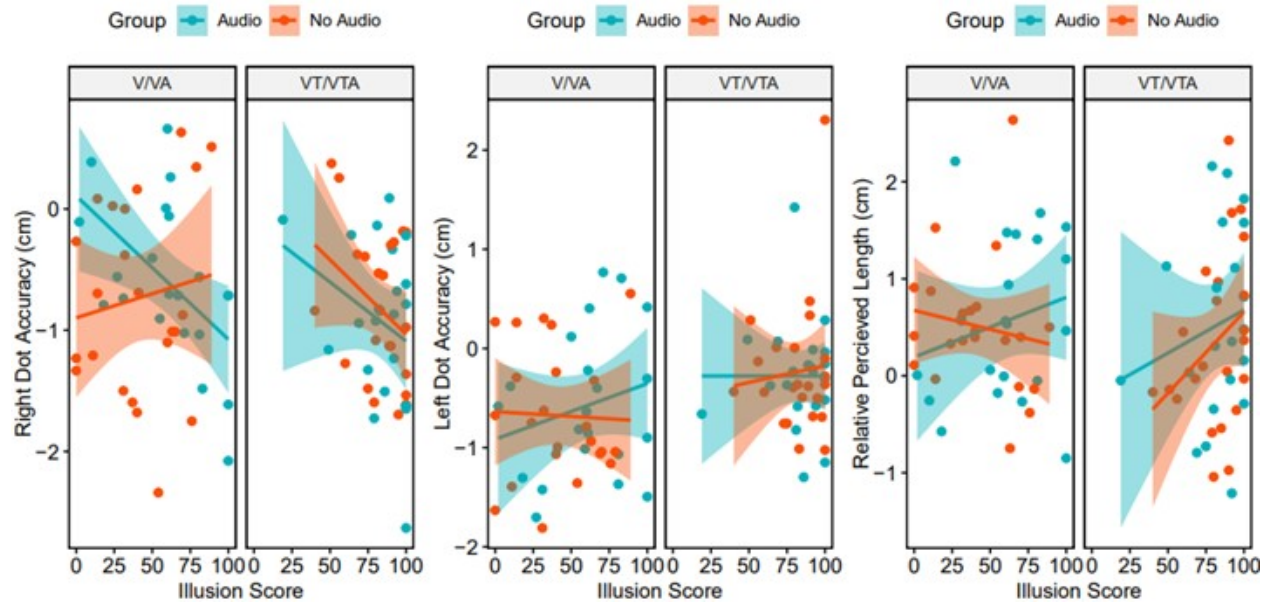 Group Audio No Audio
V/VA VT/VTA
Right Dot Accuracy (cm)
0
−1
−2
0 25 50 75 100 0 25 50 75 100
Illusion Score
Group Audio No Audio
V/VA VT/VTA
Left Dot Accuracy (cm)
2
1
0
−1
−2
0 25 50 75 100 0 25 50 75 100
Illusion Score
Group Audio No Audio
V/VA VT/VTA
Relative Percieved Length (cm)
2
1
0
−1
0 25 50 75 100 0 25 50 75 100
Illusion Score